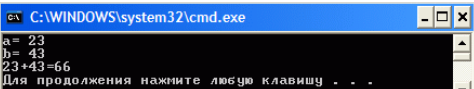 C:\WINDOWS\system32\cmd.exe
a= 23
b= 43
23+43=66
Для продолжения нажмите любую клавишу . . .